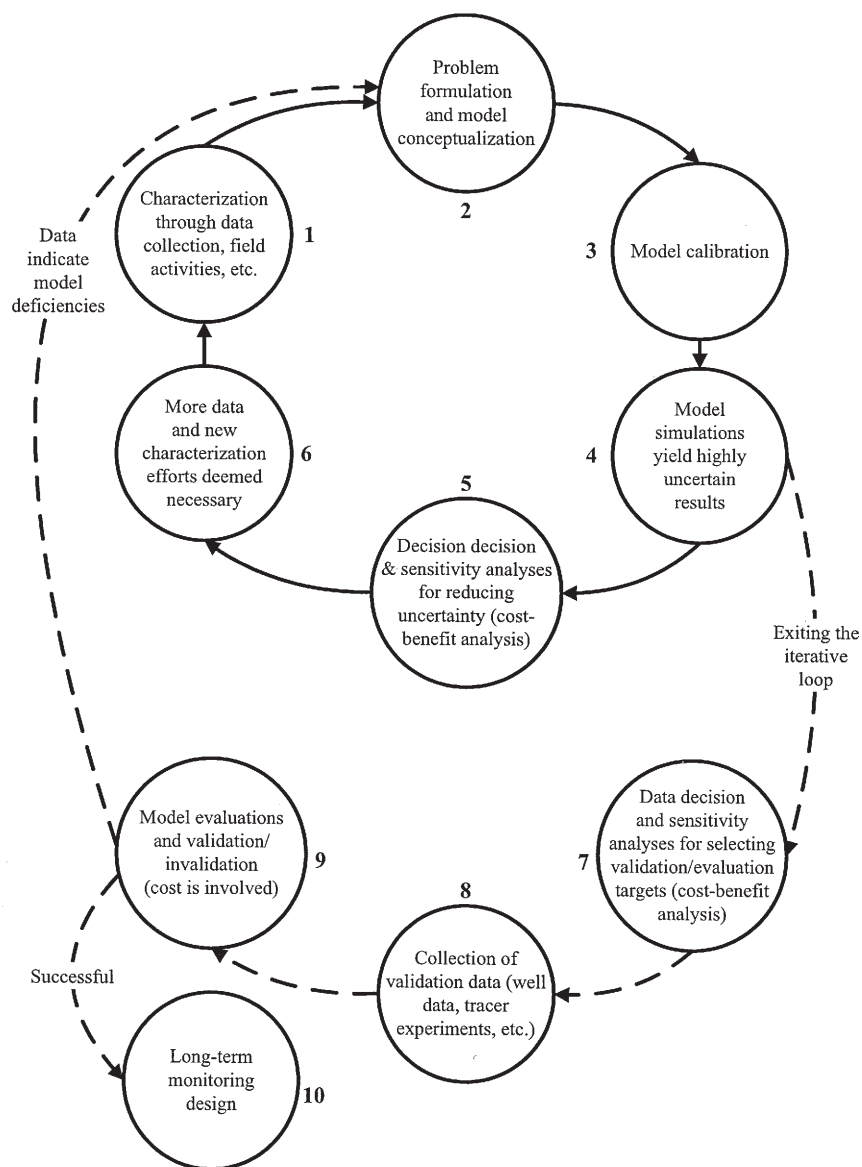 Problem
formulation
and model
conceptualization
2
Characterization
through data
collection, field
activities, etc.
1
Data
indicate
model
deficiencies
3
Model calibration
More data
and new
characterization
efforts deemed
necessary
6
4
Model
simulations
yield highly
uncertain
results
5
Decision decision
& sensitivity analyses
for reducing
uncertainty (cost-
benefit analysis)
Exiting the
iterative
loop
7
Data decision
and sensitivity
analyses for selecting
validation/evaluation
targets (cost-benefit
analysis)
8
Collection of
validation data (well
data, tracer
experiments, etc.)
Model evaluations
and validation/
invalidation
(cost is involved)
9
Successful
Long-term
monitoring
design
10